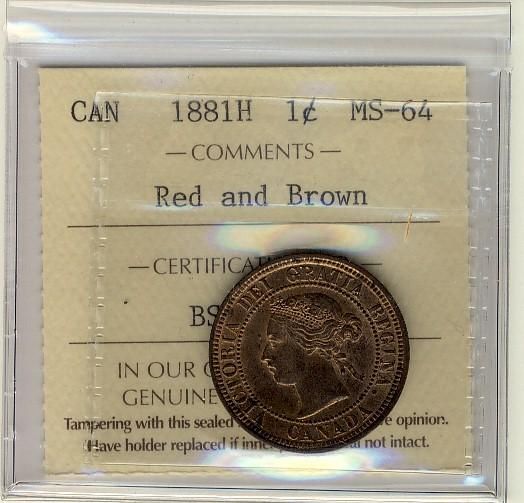 CAN 1881H 1¢ MS-64
— COMMENTS —
Red and Brown
— CERTIFICA
BS
IN OUR
GENUINE
Tampering with this sealed opinion.
Have holder replaced if not intact.
VICTORIA DEI GRATIA REGINA
CANADA